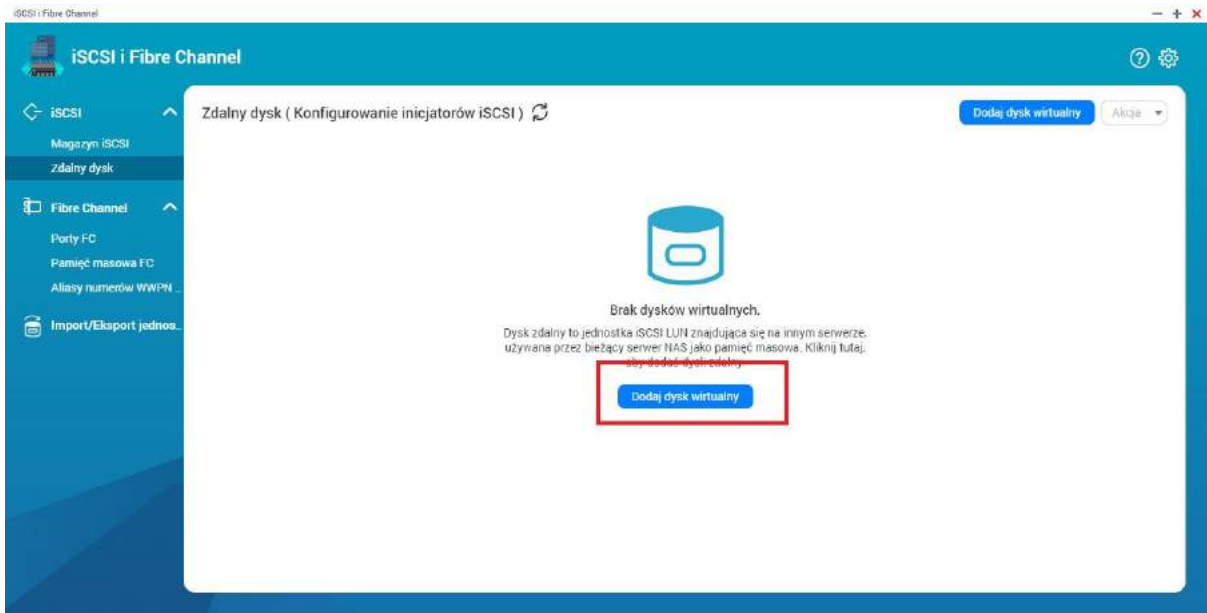 iSCSI i Fibre Channel
iSCSI i Fibre Channel
iSCSI
Magazyn iSCSI
Zdalny dysk
Fibre Channel
Porty FC
Pamięć masowa FC
Aliasy numerów WWPN ...
Import/Eksport jednos...
Zdalny dysk ( Konfigurowanie inicjatorów iSCSI )
Dodaj dysk wirtualny
Akcja
Brak dysków wirtualnych.
Dysk zdalny to jednostka iSCSI LUN znajdująca się na innym serwerze,
używana przez bieżący serwer NAS jako pamięć masowa. Kliknij tutaj,
aby dodać dysk zdalny.
Dodaj dysk wirtualny